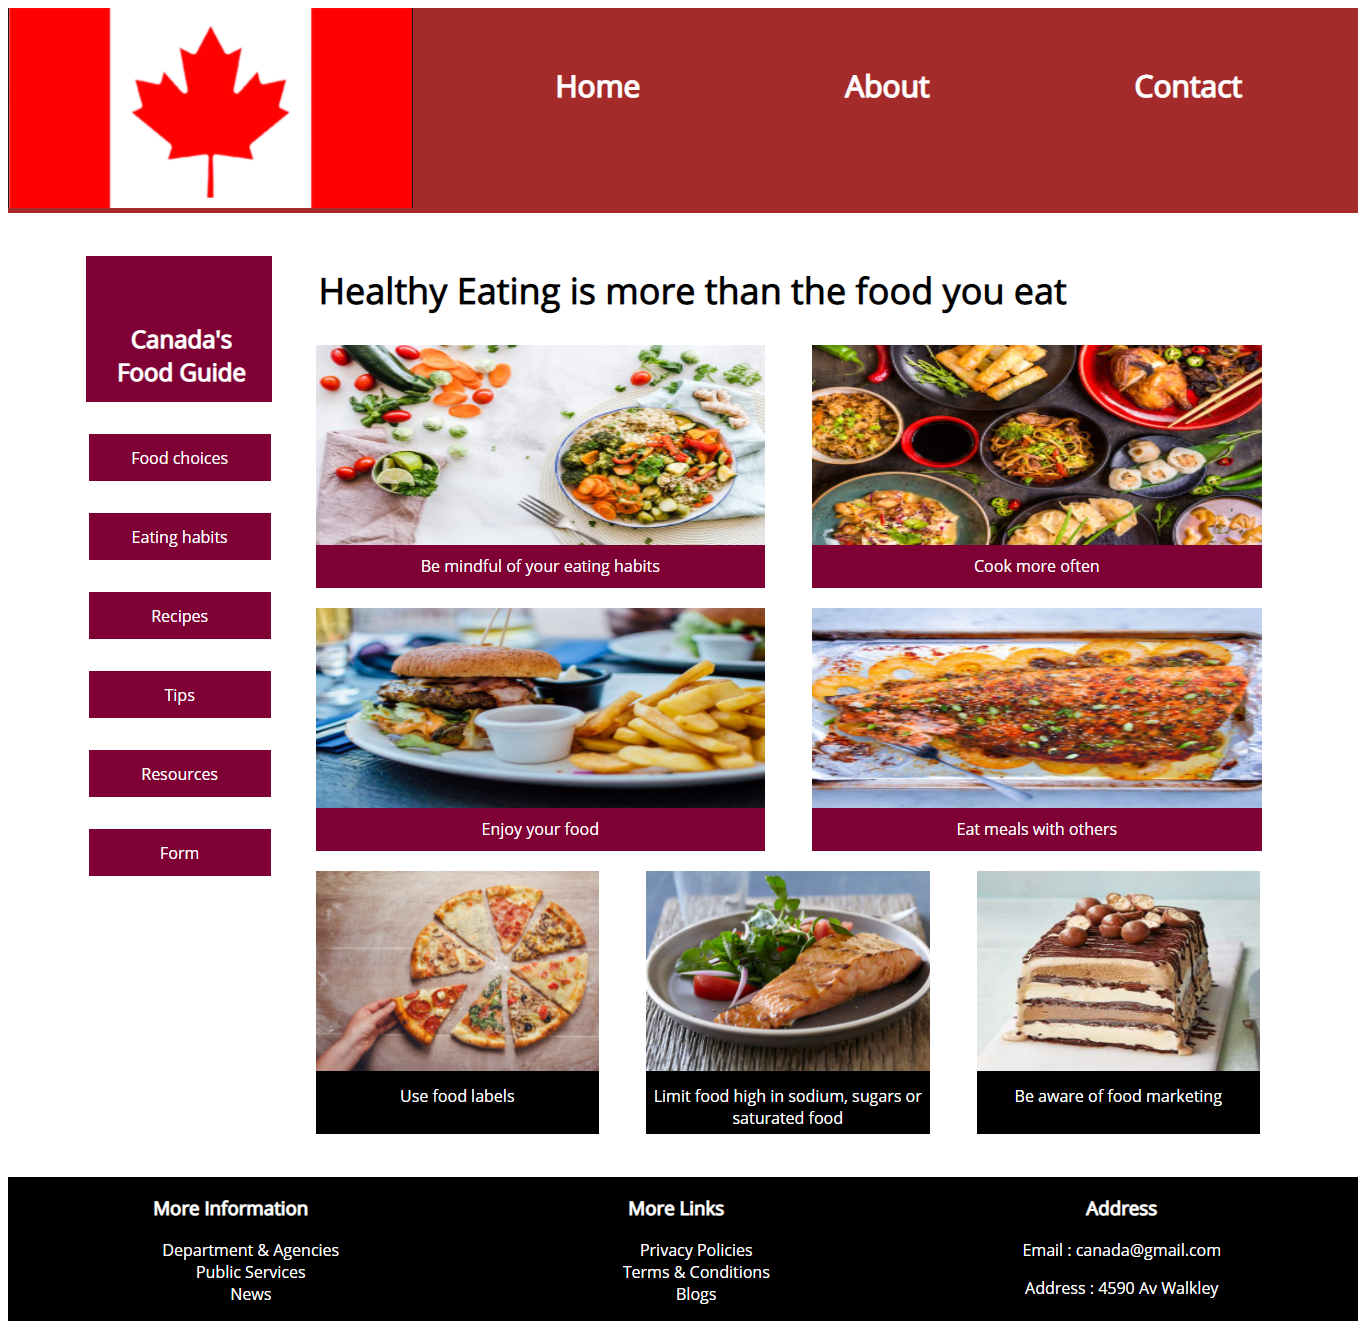 Home
About
Contact
Canada's
Food Guide
Food choices
Eating habits
Recipes
Tips
Resources
Form
Healthy Eating is more than the food you eat
Be mindful of your eating habits
Cook more often
Enjoy your food
Eat meals with others
Use food labels
Limit food high in sodium, sugars or
saturated food
Be aware of food marketing
More Information
Department & Agencies
Public Services
News
More Links
Privacy Policies
Terms & Conditions
Blogs
Address
Email : canada@gmail.com
Address : 4590 Av Walkley